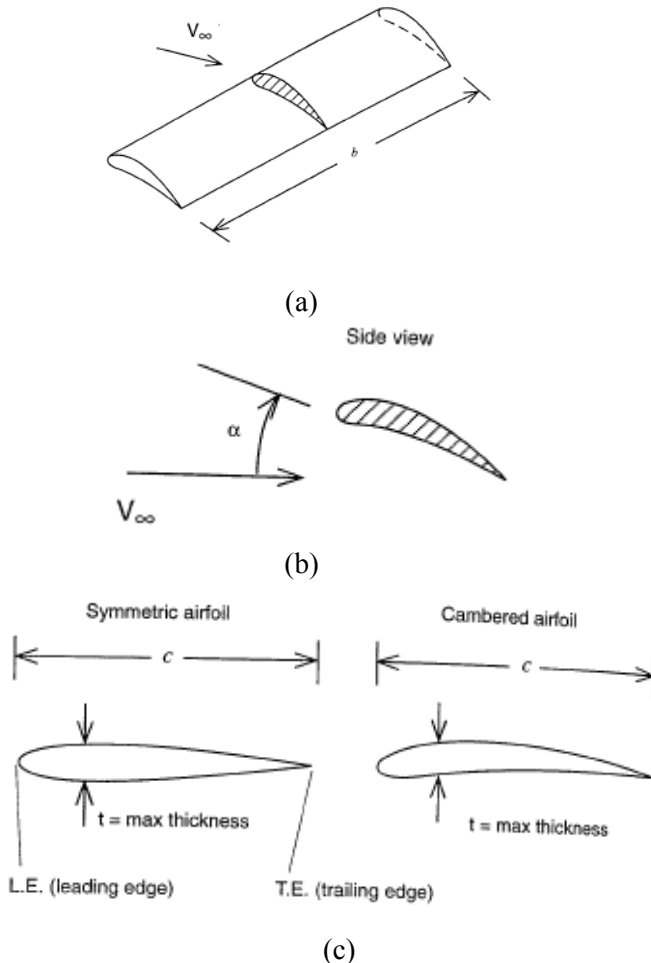 V∞
b
(a)
Side view
α
V∞
(b)
Symmetric airfoil
Cambered airfoil
c
c
t = max thickness
t = max thickness
L.E. (leading edge)
T.E. (trailing edge)
(c)